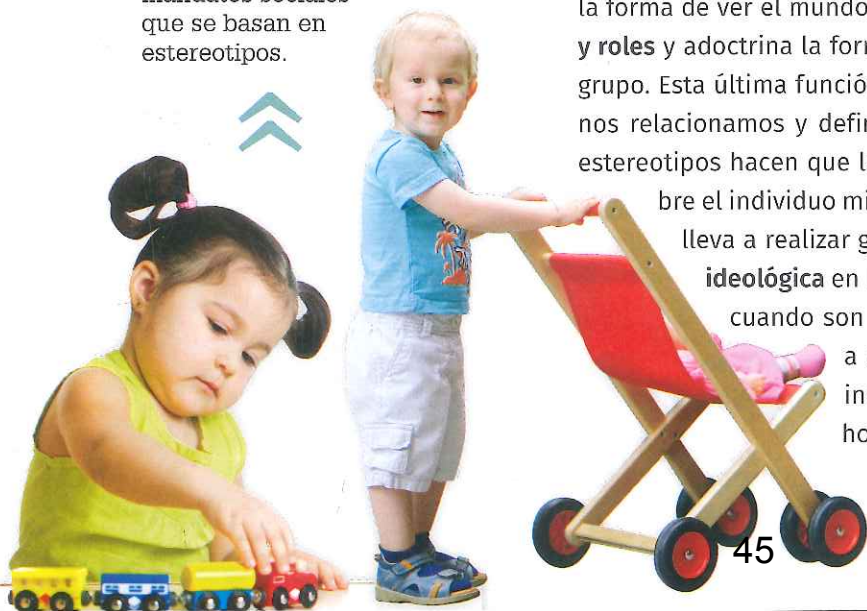 que se basan en
estereotipos.
la forma de ver el mundo
y roles y adoctrina la for
grupo. Esta última funció
nos relacionamos y defi
estereotipos hacen que l
bre el individuo mi
lleva a realizar g
ideológica en
cuando son
a
in
ho
45